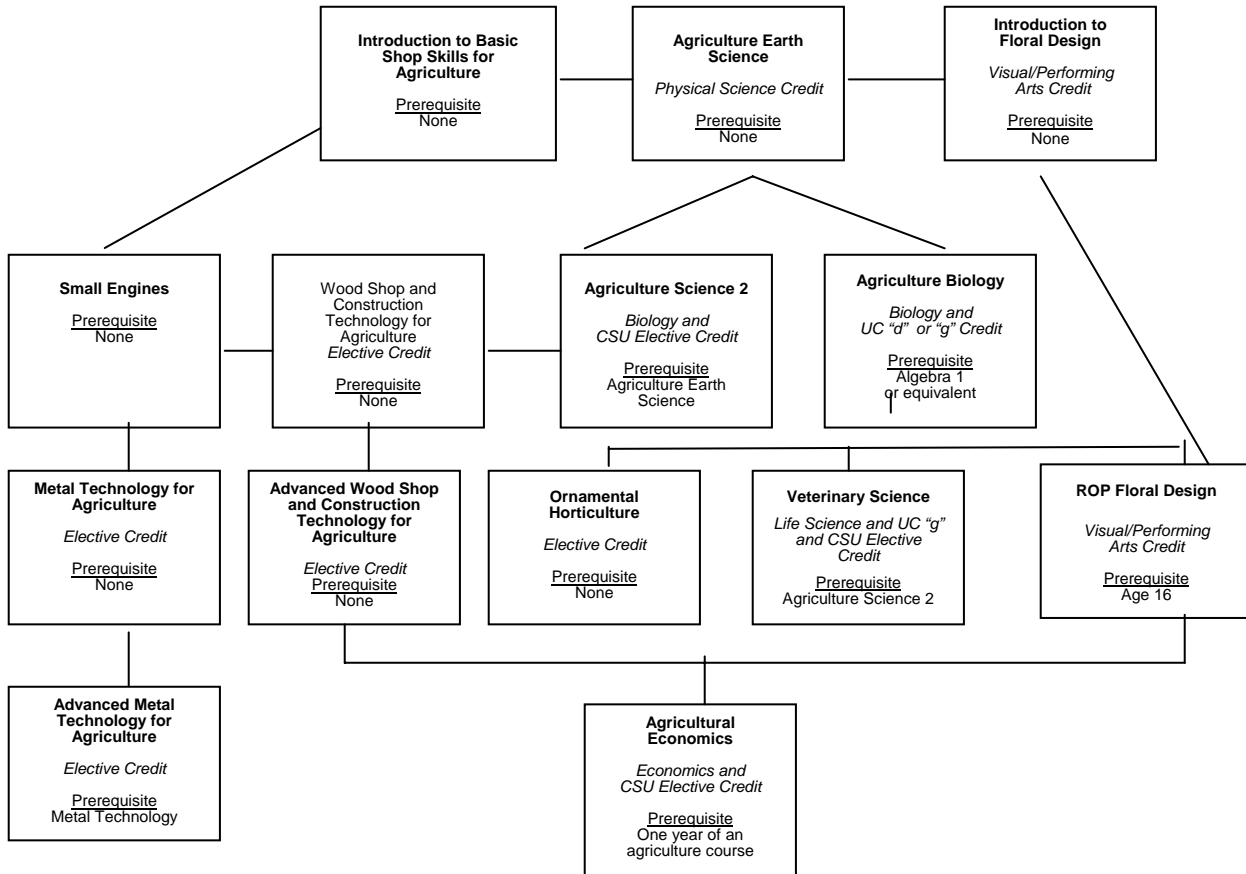 Introduction to Basic
Shop Skills for
Agriculture
Prerequisite
None
Agriculture Earth
Science
Physical Science Credit
Prerequisite
None
Introduction to
Floral Design
Visual/Performing
Arts Credit
Prerequisite
None
Small Engines
Prerequisite
None
Wood Shop and
Construction
Technology for
Agriculture
Elective Credit
Prerequisite
None
Agriculture Science 2
Biology and
CSU Elective Credit
Prerequisite
Agriculture Earth
Science
Agriculture Biology
Biology and
UC “d” or “g” Credit
Prerequisite
Algebra 1
or equivalent
Metal Technology for
Agriculture
Elective Credit
Prerequisite
None
Advanced Wood Shop
and Construction
Technology for
Agriculture
Elective Credit
Prerequisite
None
Ornamental
Horticulture
Elective Credit
Prerequisite
None
Veterinary Science
Life Science and UC “g”
and CSU Elective
Credit
Prerequisite
Agriculture Science 2
ROP Floral Design
Visual/Performing
Arts Credit
Prerequisite
Age 16
Advanced Metal
Technology for
Agriculture
Elective Credit
Prerequisite
Metal Technology
Agricultural
Economics
Economics and
CSU Elective Credit
Prerequisite
One year of an
agriculture course